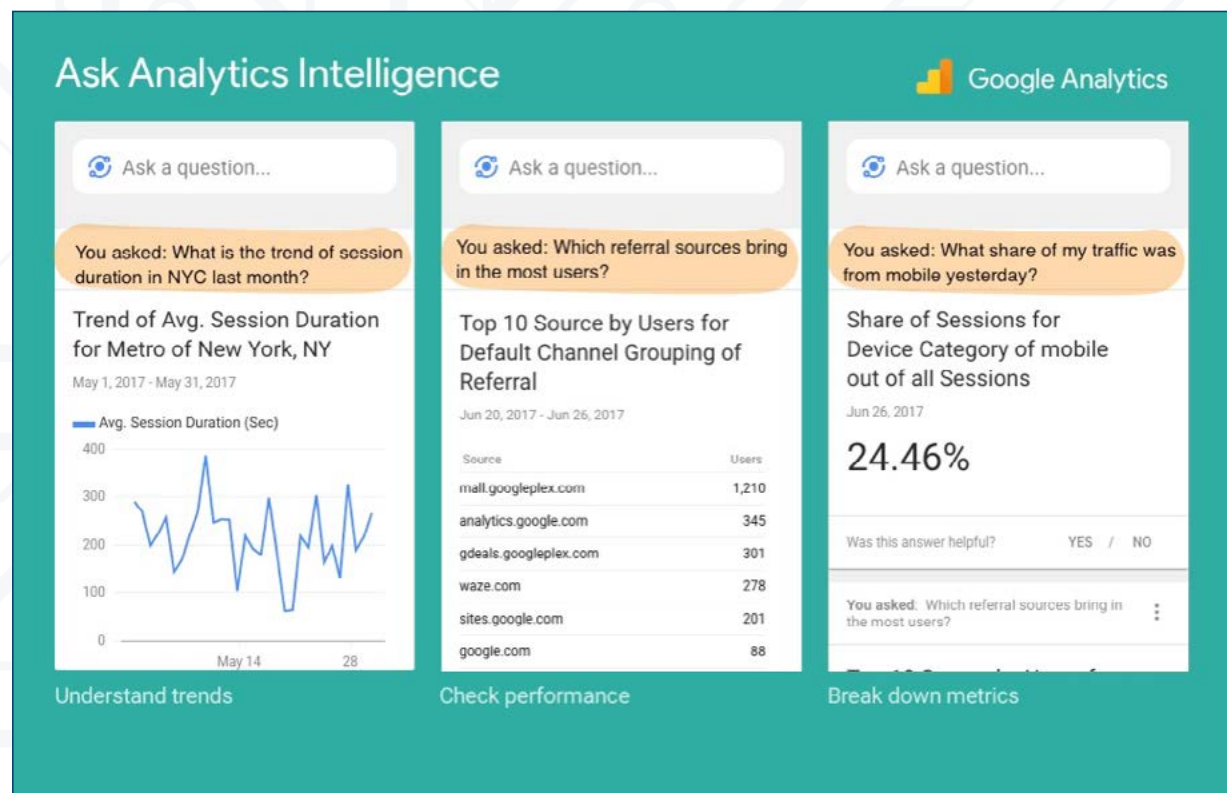 Ask Analytics Intelligence
Google Analytics
Ask a question...
You asked: What is the trend of session
duration in NYC last month?
Trend of Avg. Session Duration
for Metro of New York, NY
May 1, 2017 - May 31, 2017
Avg. Session Duration (Sec)
400
300
200
100
0
May 14 28
Understand trends
Ask a question...
You asked: Which referral sources bring
in the most users?
Top 10 Source by Users for
Default Channel Grouping of
Referral
Jun 20, 2017 - Jun 26, 2017
Source Users
mall.googleplex.com 1,210
analytics.google.com 345
gdeals.googleplex.com 301
waze.com 278
sites.google.com 201
google.com 88
Check performance
Ask a question...
You asked: What share of my traffic was
from mobile yesterday?
Share of Sessions for
Device Category of mobile
out of all Sessions
Jun 26, 2017
24.46%
Was this answer helpful? YES / NO
You asked: Which referral sources bring in
the most users?
Break down metrics